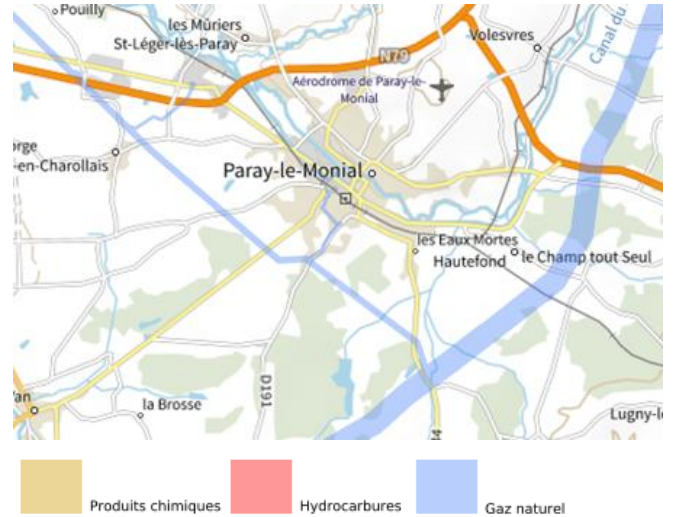 Pouilly
les Mûriers
St-Léger-lès-Paray
N79
Volesvres
Canal du
Aérodrome de Paray-le-
Monial
orge
-en-Charollais
Paray-le-Monial
les Eaux Mortes
Hautefond
le Champ tout Seul
D191
la Brosse
Lugny-l
Produits chimiques
Hydrocarbures
Gaz naturel